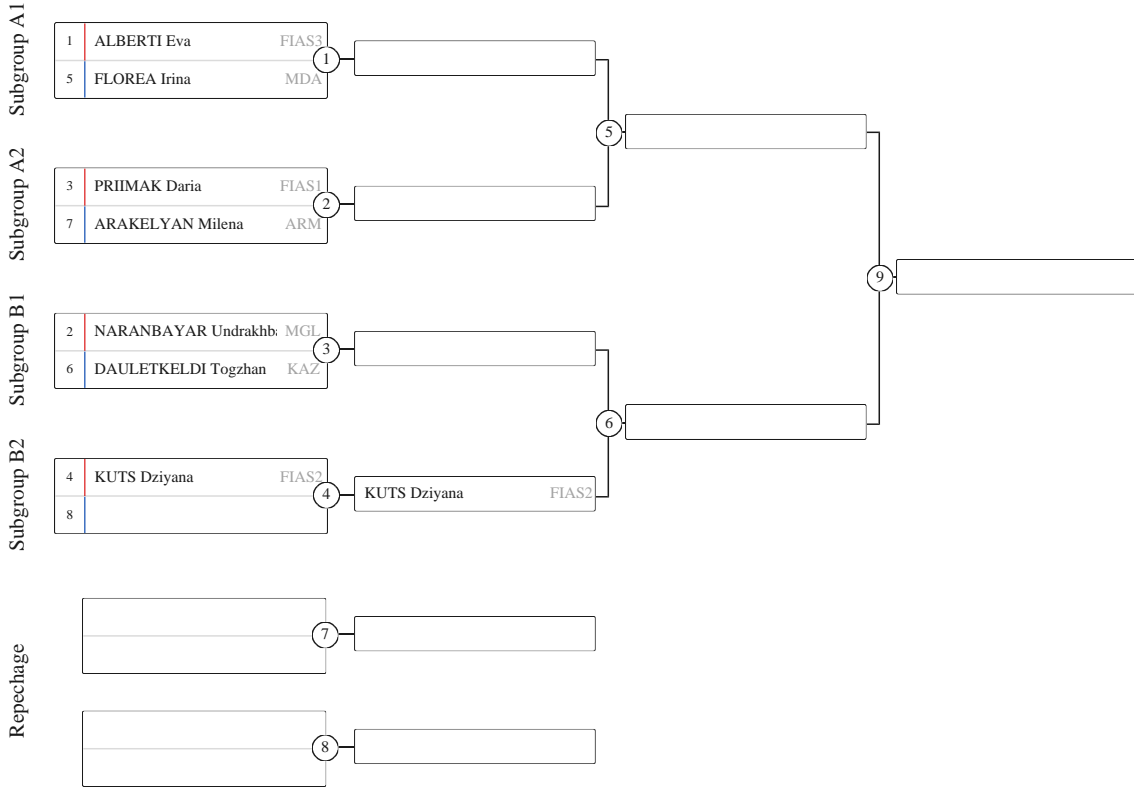 Subgroup A1
1 ALBERTI Eva FIAS3
1
5 FLOREA Irina MDA
5
Subgroup A2
3 PRIIMAK Daria FIAS1
2
7 ARAKELYAN Milena ARM
9
Subgroup B1
2 NARANBAYAR Undrakhb MGL
3
6 DAULETKELDI Togzhan KAZ
6
Subgroup B2
4 KUTS Dziyana FIAS2
4
KUTS Dziyana FIAS2
8
Repechage
7
8